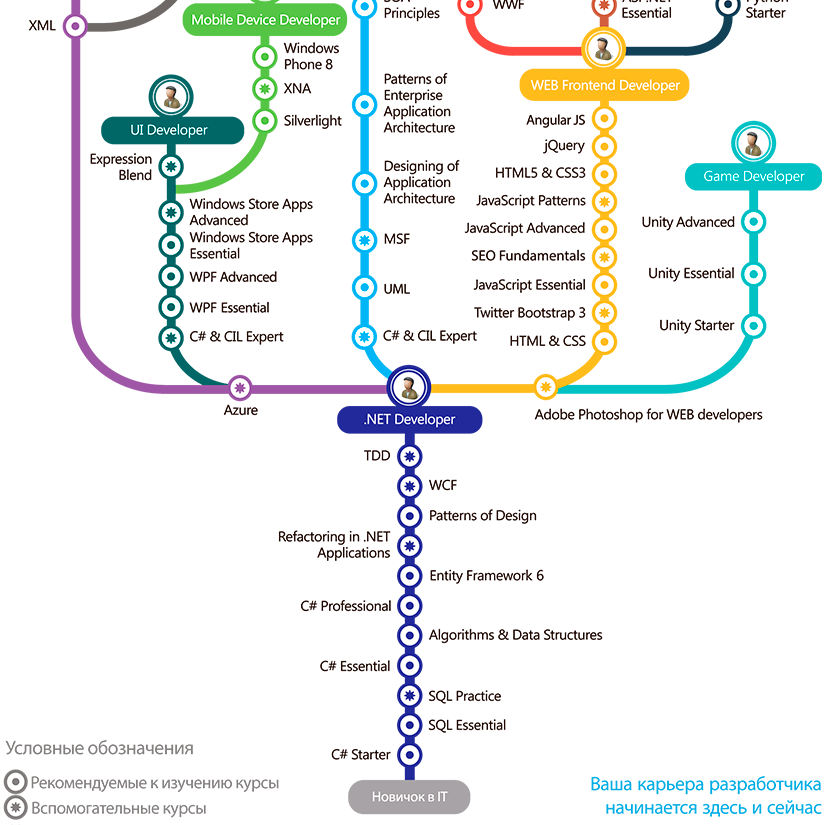 WWF
ASP.NET
Essential
Python
Starter
SOA
Principles
XML
Mobile Device Developer
Windows
Phone 8
XNA
Silverlight
Patterns of
Enterprise
Application
Architecture
WEB Frontend Developer
Angular JS
jQuery
HTML5 & CSS3
JavaScript Patterns
JavaScript Advanced
SEO Fundamentals
JavaScript Essential
Twitter Bootstrap 3
HTML & CSS
UI Developer
Expression
Blend
Windows Store Apps
Advanced
Windows Store Apps
Essential
WPF Advanced
WPF Essential
C# & CIL Expert
Designing of
Application
Architecture
MSF
UML
C# & CIL Expert
Game Developer
Unity Advanced
Unity Essential
Unity Starter
Azure
Adobe Photoshop for WEB developers
.NET Developer
TDD
WCF
Patterns of Design
Refactoring in .NET
Applications
Entity Framework 6
C# Professional
Algorithms & Data Structures
C# Essential
SQL Practice
SQL Essential
C# Starter
Новичок в IT
Условные обозначения
Рекомендуемые к изучению курсы
Вспомогательные курсы
Ваша карьера разработчика
начинается здесь и сейчас